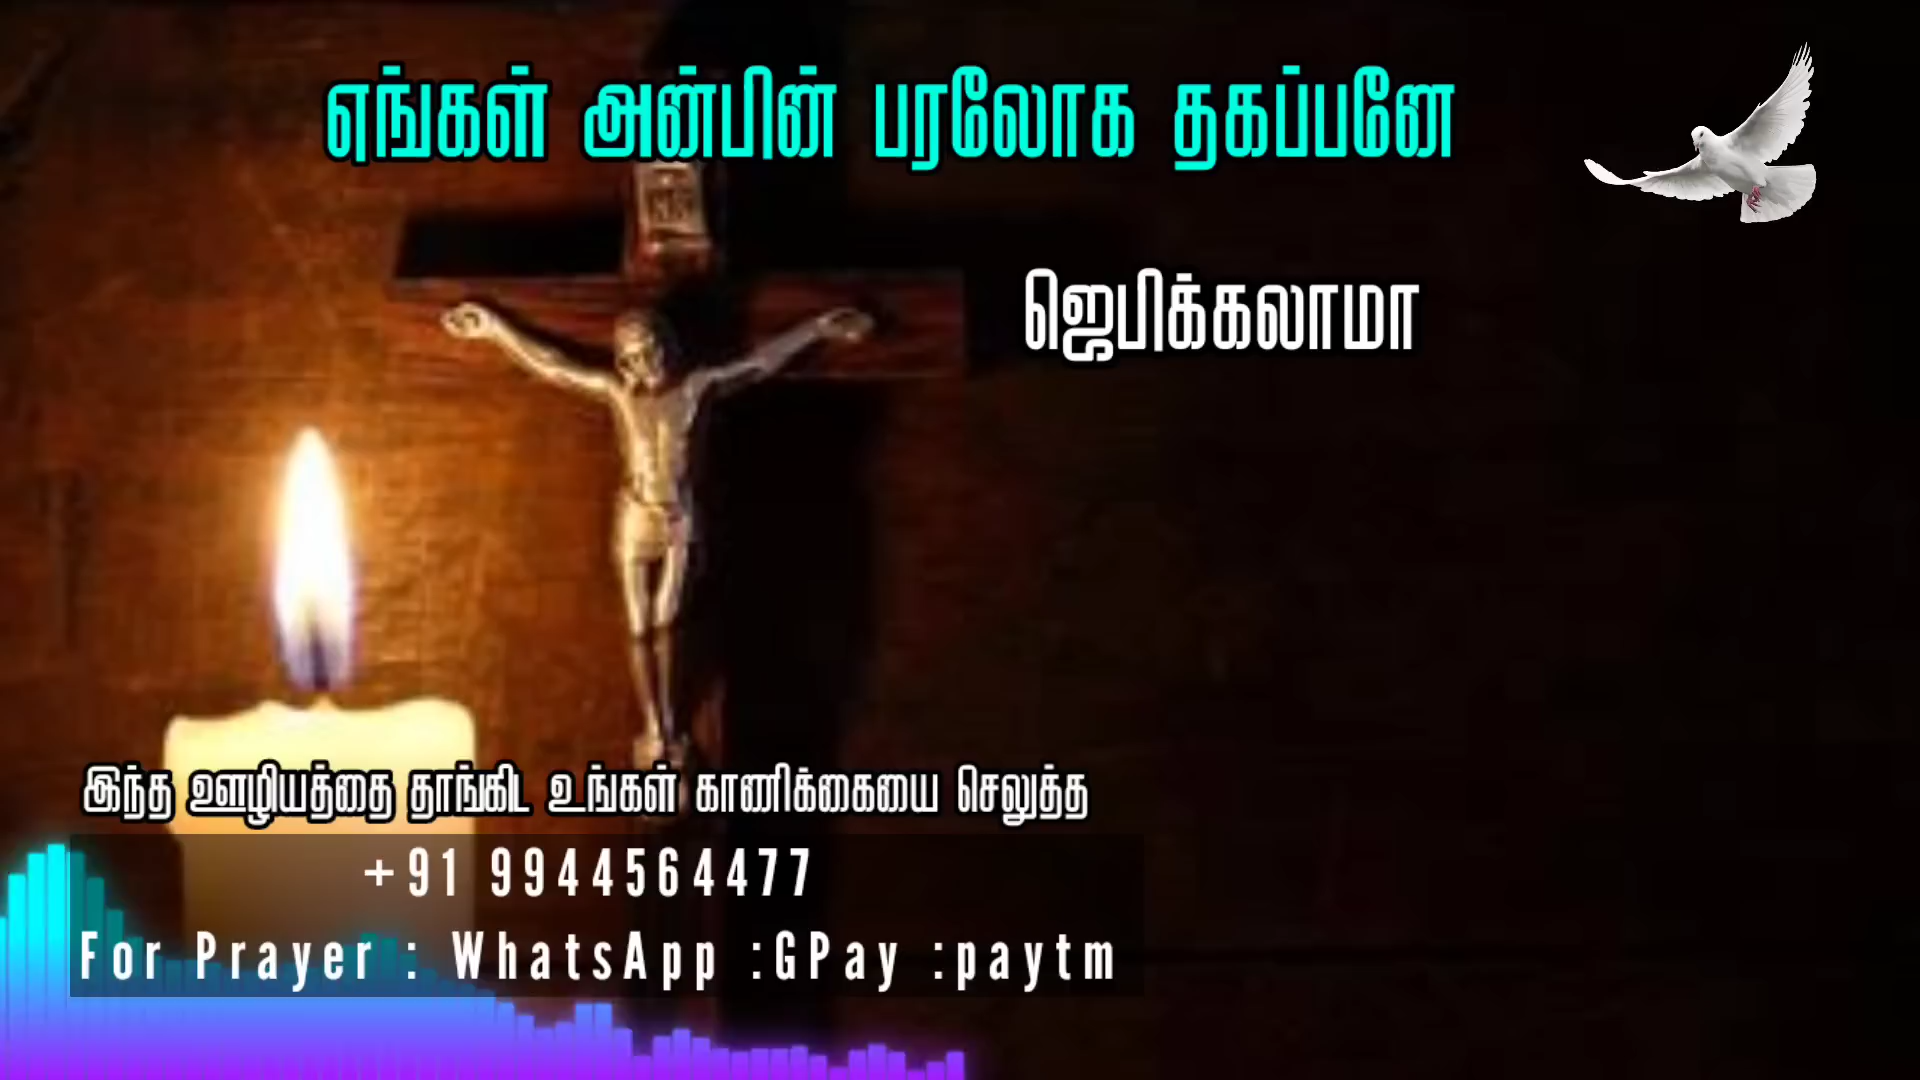 எங்கள் அன்பின் பரலோக தகப்பனே
ஜெபிக்கலாமா
இந்த ஊழியத்தை தாங்கிட உங்கள் காணிக்கையை செலுத்த
+91 9944564477
For Prayer : WhatsApp :GPay :paytm